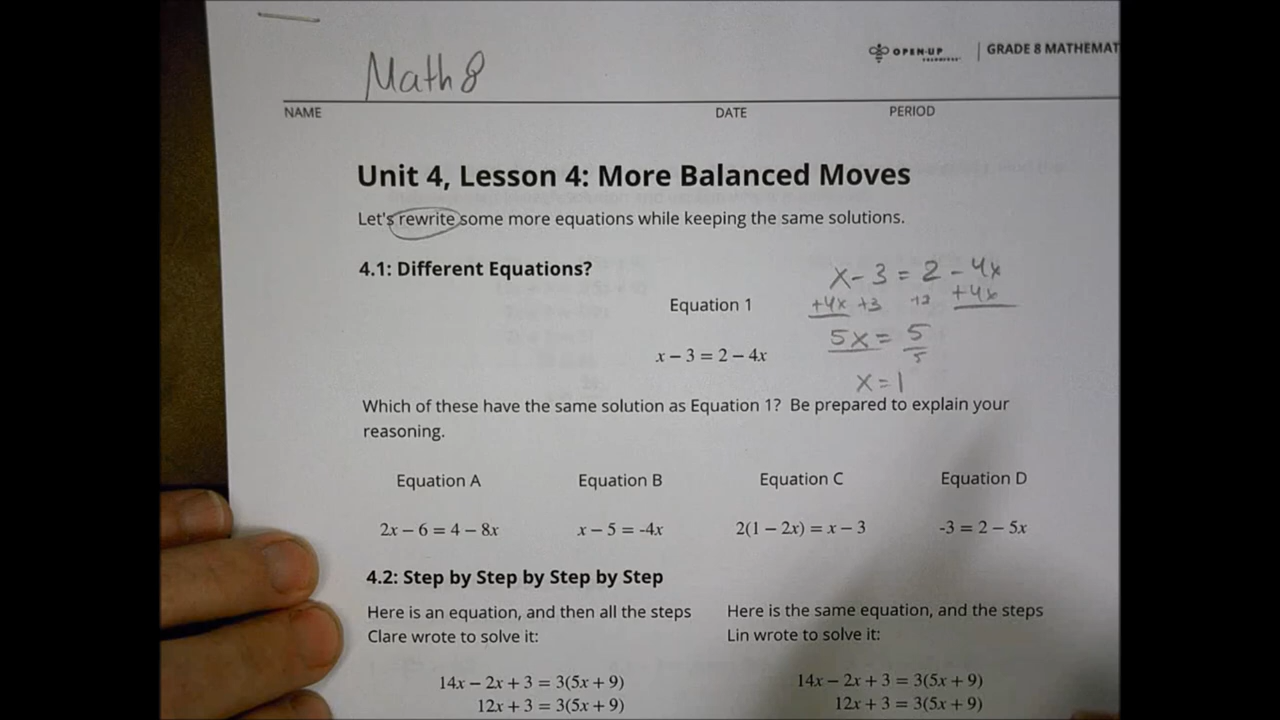 Math 8
OPEN-UP | GRADE 8 MATHEMAT
NAME DATE PERIOD
Unit 4, Lesson 4: More Balanced Moves
Let's rewrite some more equations while keeping the same solutions.
4.1: Different Equations?
Equation 1
x − 3 = 2 − 4x
x - 3 = 2 - 4x
+4x +3 +3 +4x
5x = 5
5
x = 1
Which of these have the same solution as Equation 1? Be prepared to explain your
reasoning.
Equation A Equation B Equation C Equation D
2x − 6 = 4 − 8x x − 5 = -4x 2(1 − 2x) = x − 3 -3 = 2 − 5x
4.2: Step by Step by Step by Step
Here is an equation, and then all the steps
Clare wrote to solve it:
14x − 2x + 3 = 3(5x + 9)
12x + 3 = 3(5x + 9)
Here is the same equation, and the steps
Lin wrote to solve it:
14x − 2x + 3 = 3(5x + 9)
12x + 3 = 3(5x + 9)